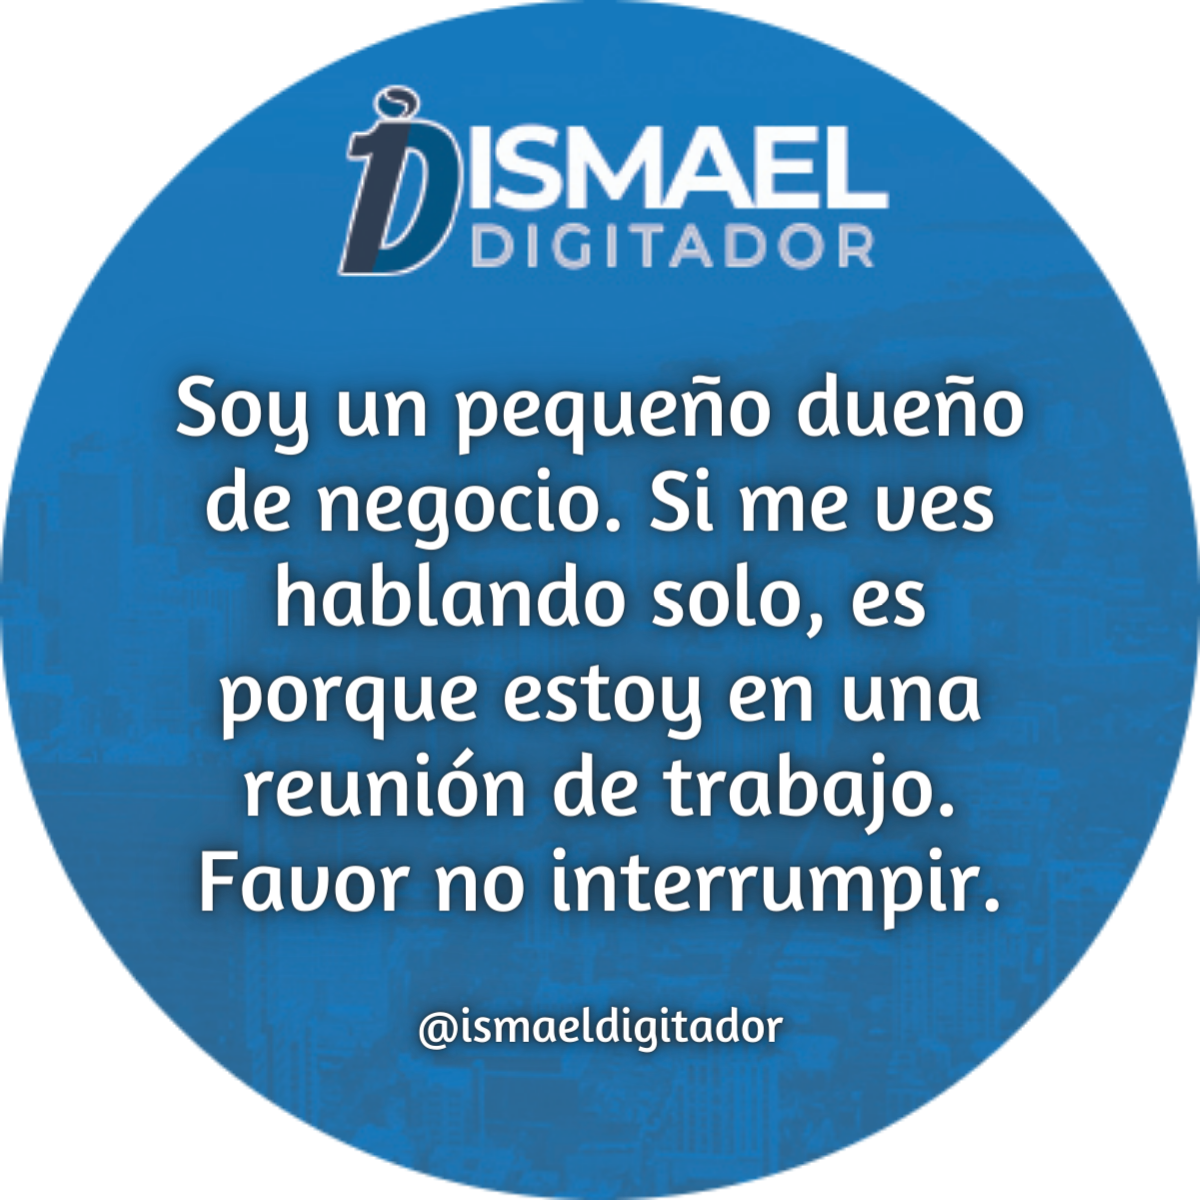 ISMAEL
DIGITADOR
Soy un pequeño dueño
de negocio. Si me ves
hablando solo, es
porque estoy en una
reunión de trabajo.
Favor no interrumpir.
@ismaeldigitador